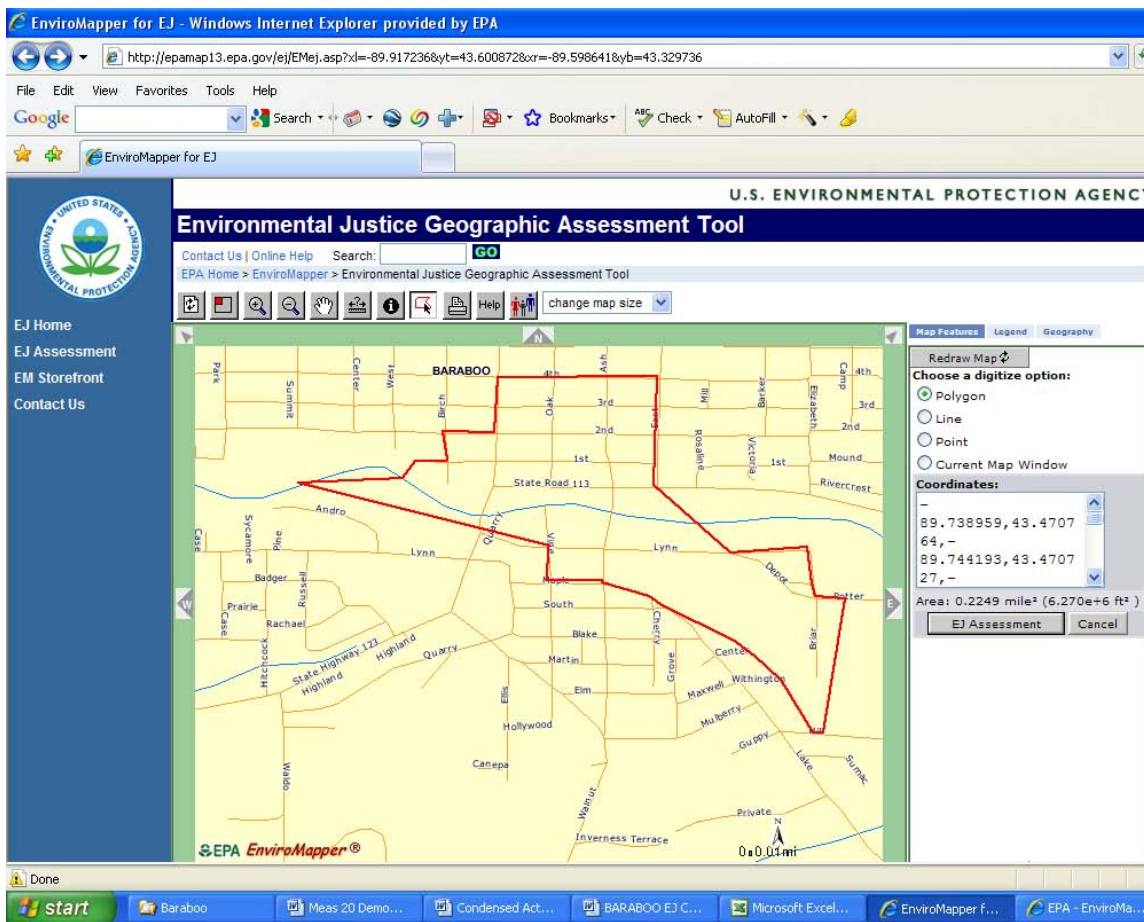 EnviroMapper for EJ - Windows Internet Explorer provided by EPA
http://epamap13.epa.gov/ej/EMej.asp?xl=-89.917236&yt=43.600872&xr=-89.598641&yb=43.329736
File Edit View Favorites Tools Help
Google Search Bookmarks Check AutoFill
EnviroMapper for EJ
UNITED STATES
ENVIRONMENTAL PROTECTION AGENCY
U.S. ENVIRONMENTAL PROTECTION AGENCY
Environmental Justice Geographic Assessment Tool
Contact Us | Online Help Search: GO
EPA Home > EnviroMapper > Environmental Justice Geographic Assessment Tool
Help change map size
EJ Home
EJ Assessment
EM Storefront
Contact Us
N
W
E
Park
Summit
Center
West
Birch
BARABOO
4th
Oak
Ash
3rd
2nd
1st
East
Mill
Barker
Elizabeth
Camp
4th
3rd
2nd
Rosaline
Victoria
1st
Mound
Rivercrest
State Road 113
Andro
Case
Sycamore
Pine
Lynn
Quarry
Vine
Lynn
Depot
Potter
Badger
Russell
Maple
Prairie
Case
Rachael
South
Blake
Cherry
Briar
Hitchcock
State Highway 123
Highland
Highland
Quarry
Martin
Grove
Center
Withington
Maxwell
Elm
Ellis
Mulberry
Hollywood
Guppy
Hill
Lake
Sumac
Canepa
Waldo
Walnut
Private
Inverness Terrace
N
0.01mi
EPA EnviroMapper ®
Map Features Legend Geography
Redraw Map
Choose a digitize option:
Polygon
Line
Point
Current Map Window
Coordinates:
-
89.738959,43.4707
64,-
89.744193,43.4707
27,-
Area: 0.2249 mile² (6.270e+6 ft² )
EJ Assessment Cancel
Done
start Baraboo Meas 20 Demo... Condensed Act... BARABOO EJ C... Microsoft Excel... EnviroMapper f... EPA - EnviroMa...